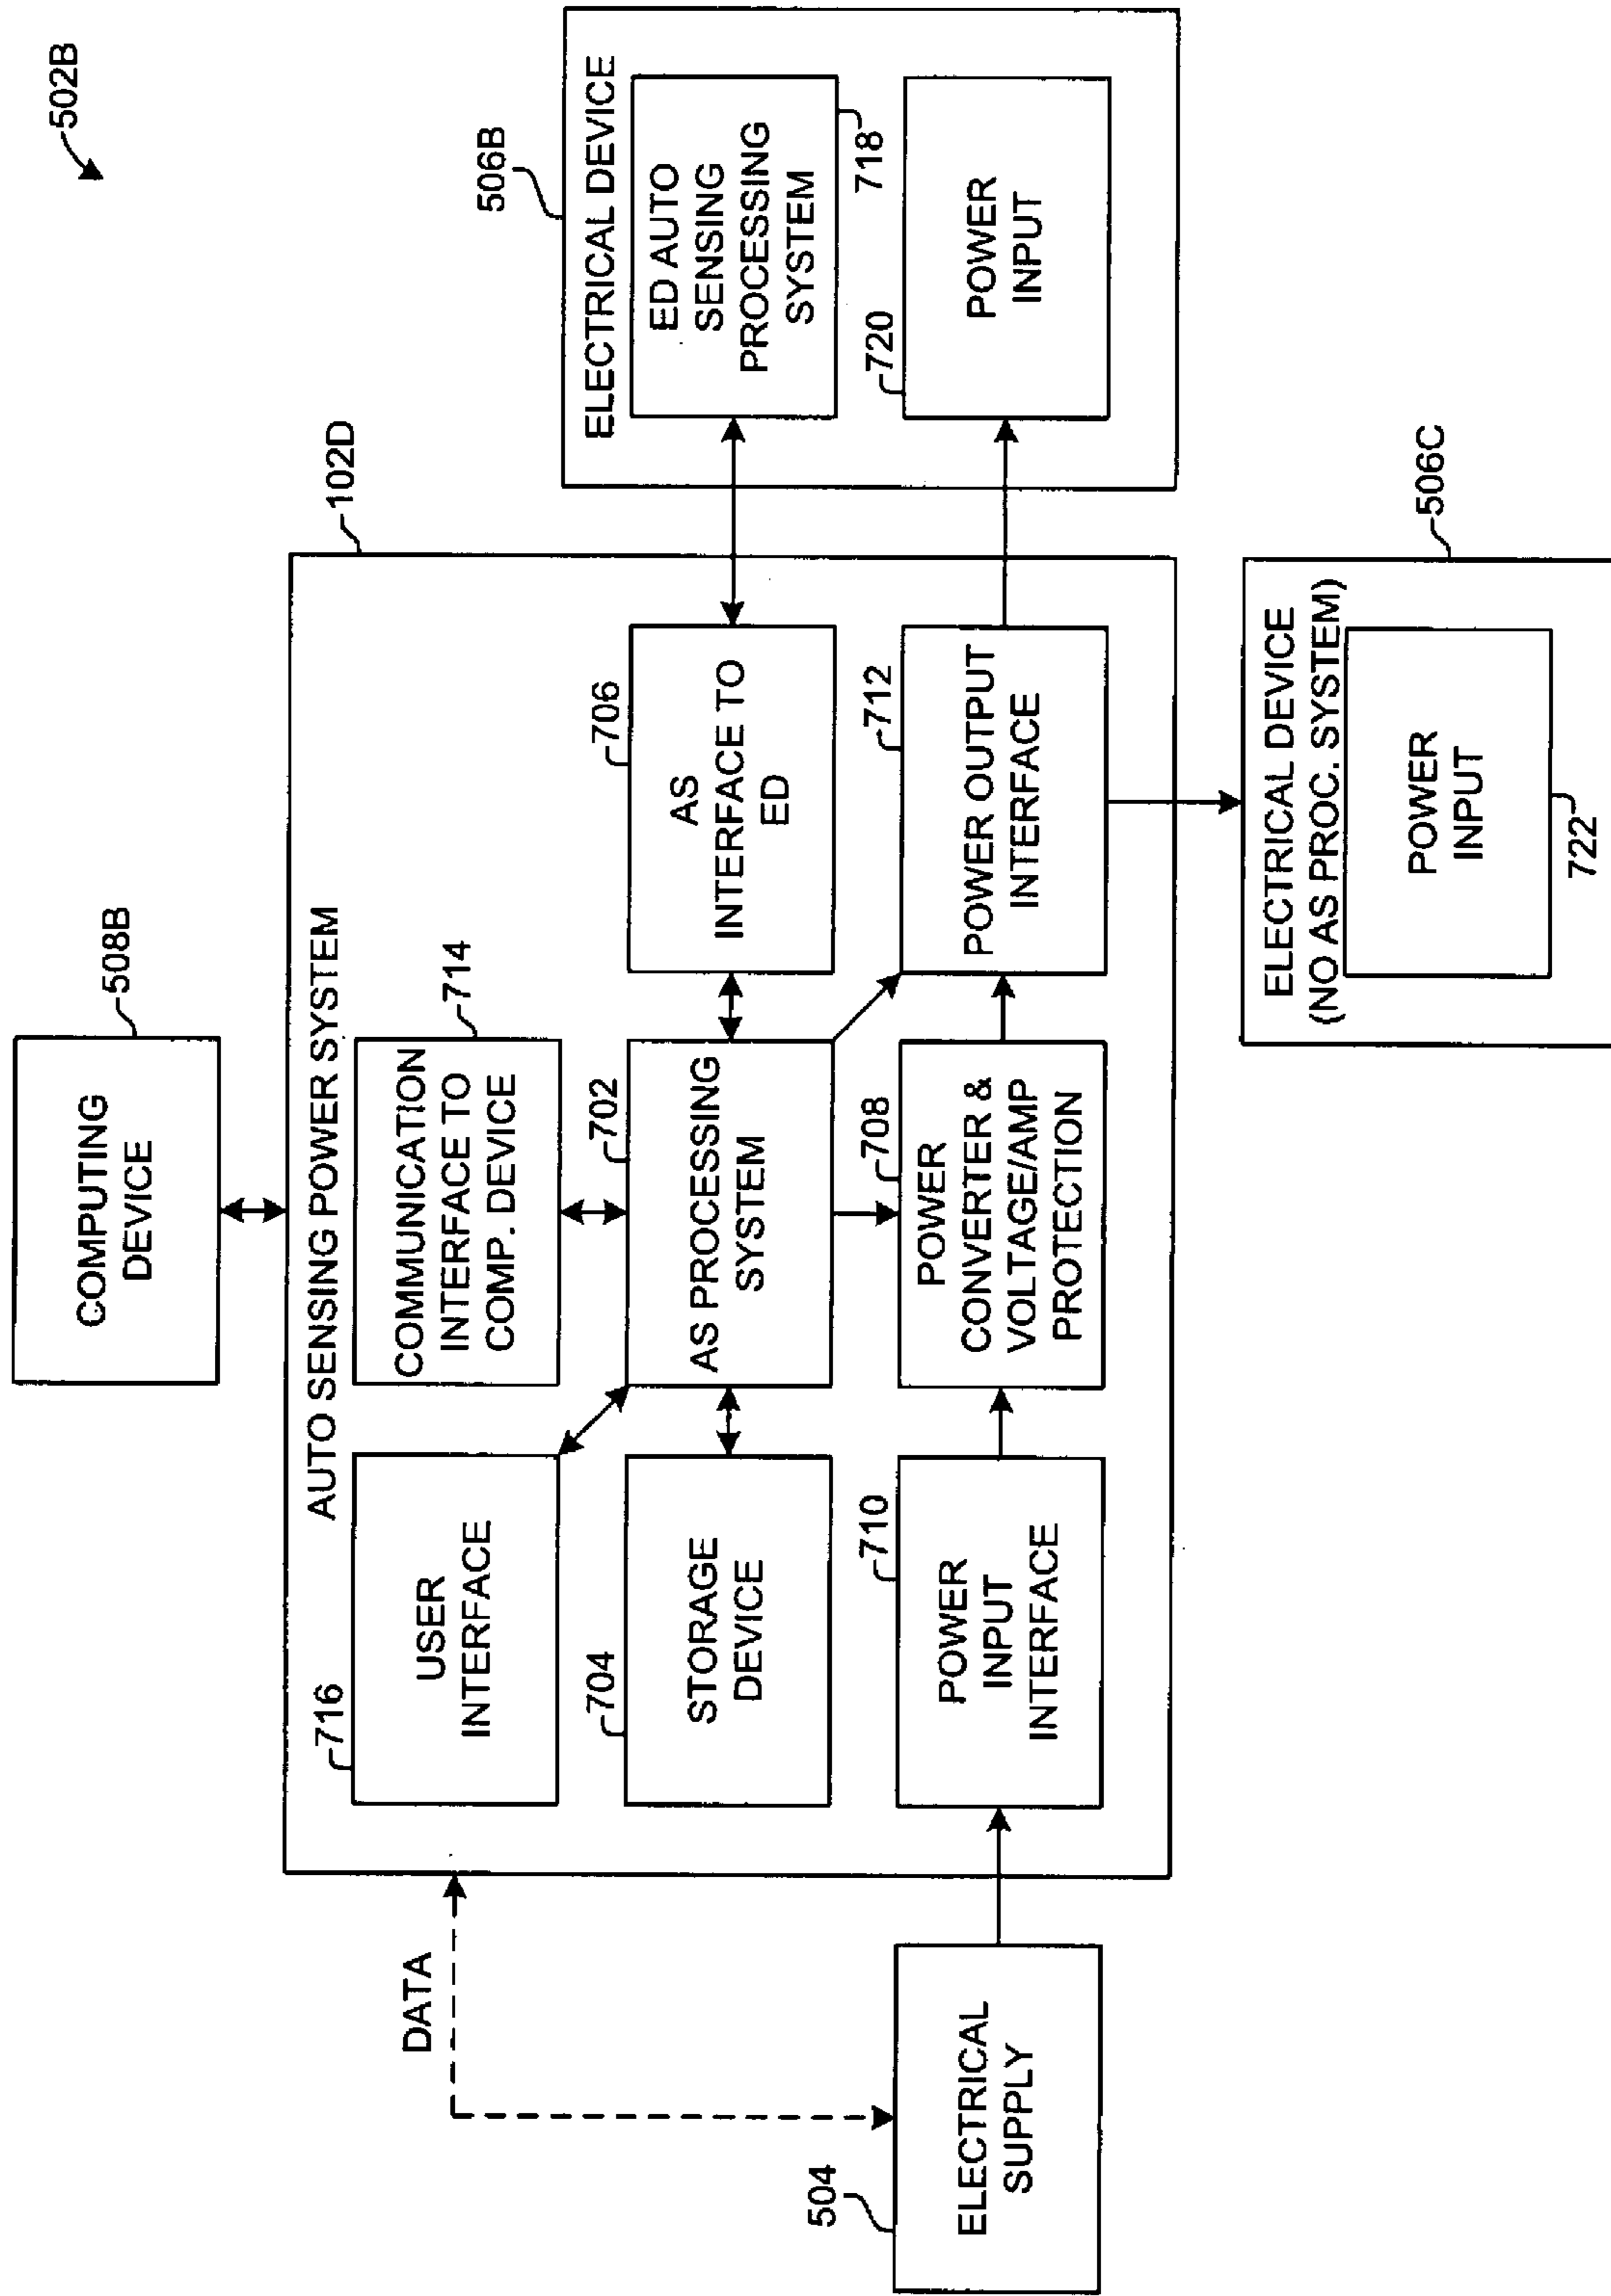 502B
COMPUTING
DEVICE
508B
AUTO SENSING POWER SYSTEM
102D
DATA
716
USER
INTERFACE
COMMUNICATION
INTERFACE TO
COMP. DEVICE
714
704
STORAGE
DEVICE
702
AS PROCESSING
SYSTEM
706
AS
INTERFACE TO
ED
710
POWER
INPUT
INTERFACE
708
POWER
CONVERTER &
VOLTAGE/AMP
PROTECTION
712
POWER OUTPUT
INTERFACE
504
ELECTRICAL
SUPPLY
506B
ELECTRICAL DEVICE
ED AUTO
SENSING
PROCESSING
SYSTEM
718
720
POWER
INPUT
506C
ELECTRICAL DEVICE
(NO AS PROC. SYSTEM)
POWER
INPUT
722